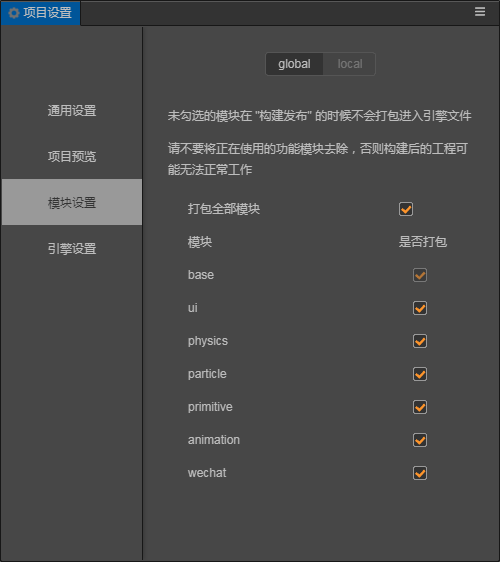 项目设置
global local
通用设置
项目预览
模块设置
引擎设置
未勾选的模块在 "构建发布" 的时候不会打包进入引擎文件
请不要将正在使用的功能模块去除，否则构建后的工程可
能无法正常工作
打包全部模块
模块 是否打包
base
ui
physics
particle
primitive
animation
wechat